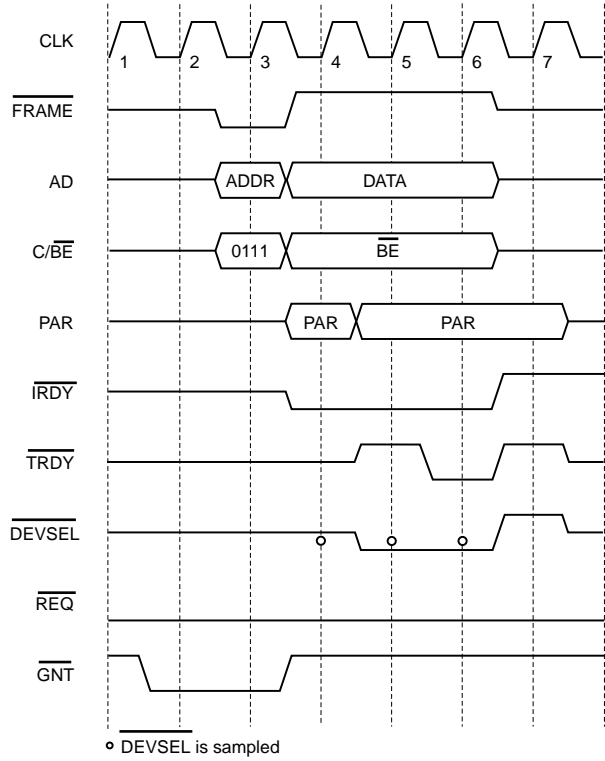 CLK
1 2 3 4 5 6 7
FRAME
AD ADDR DATA
C/BE 0111 BE
PAR PAR PAR
IRDY
TRDY
DEVSEL
REQ
GNT
DEVSEL is sampled